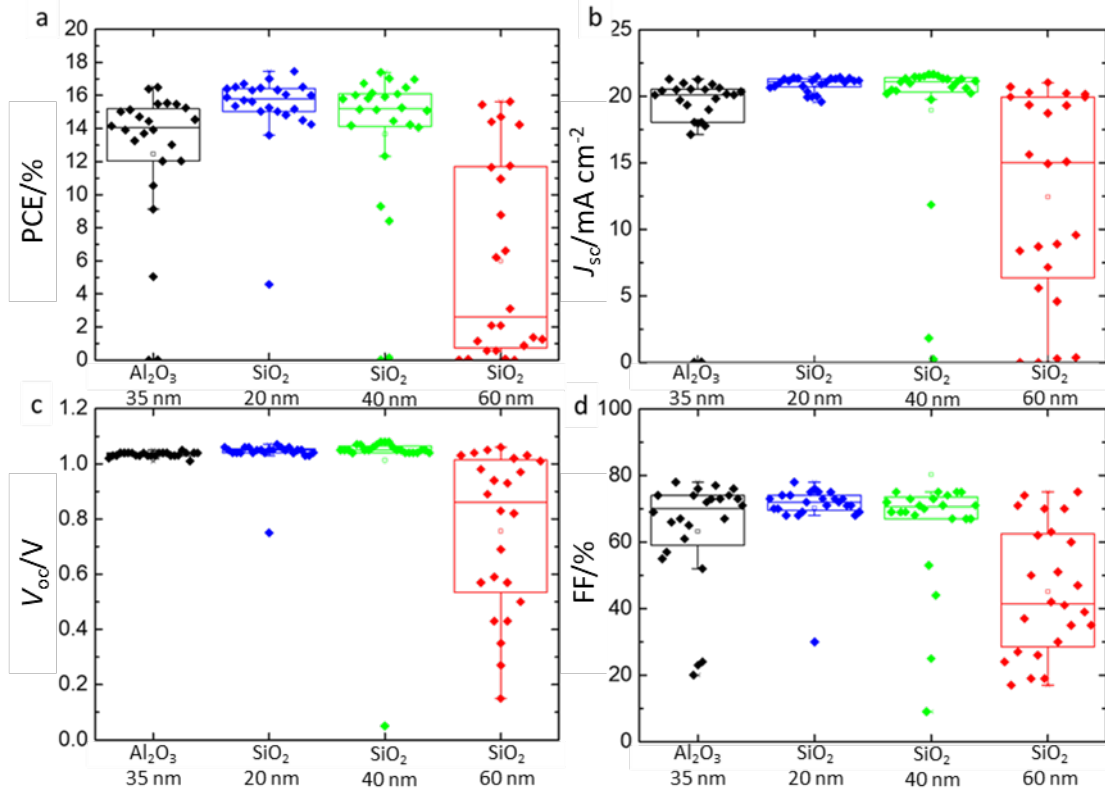 a
20
18
16
14
12
10
8
6
4
2
0
PCE/%
Al₂O₃ SiO₂ SiO₂ SiO₂
35 nm 20 nm 40 nm 60 nm
b
25
20
15
10
5
0
Jsc/mA cm⁻²
Al₂O₃ SiO₂ SiO₂ SiO₂
35 nm 20 nm 40 nm 60 nm
c
1.2
1.0
0.8
0.6
0.4
0.2
0.0
Voc/V
Al₂O₃ SiO₂ SiO₂ SiO₂
35 nm 20 nm 40 nm 60 nm
d
100
80
60
40
20
0
FF/%
Al₂O₃ SiO₂ SiO₂ SiO₂
35 nm 20 nm 40 nm 60 nm